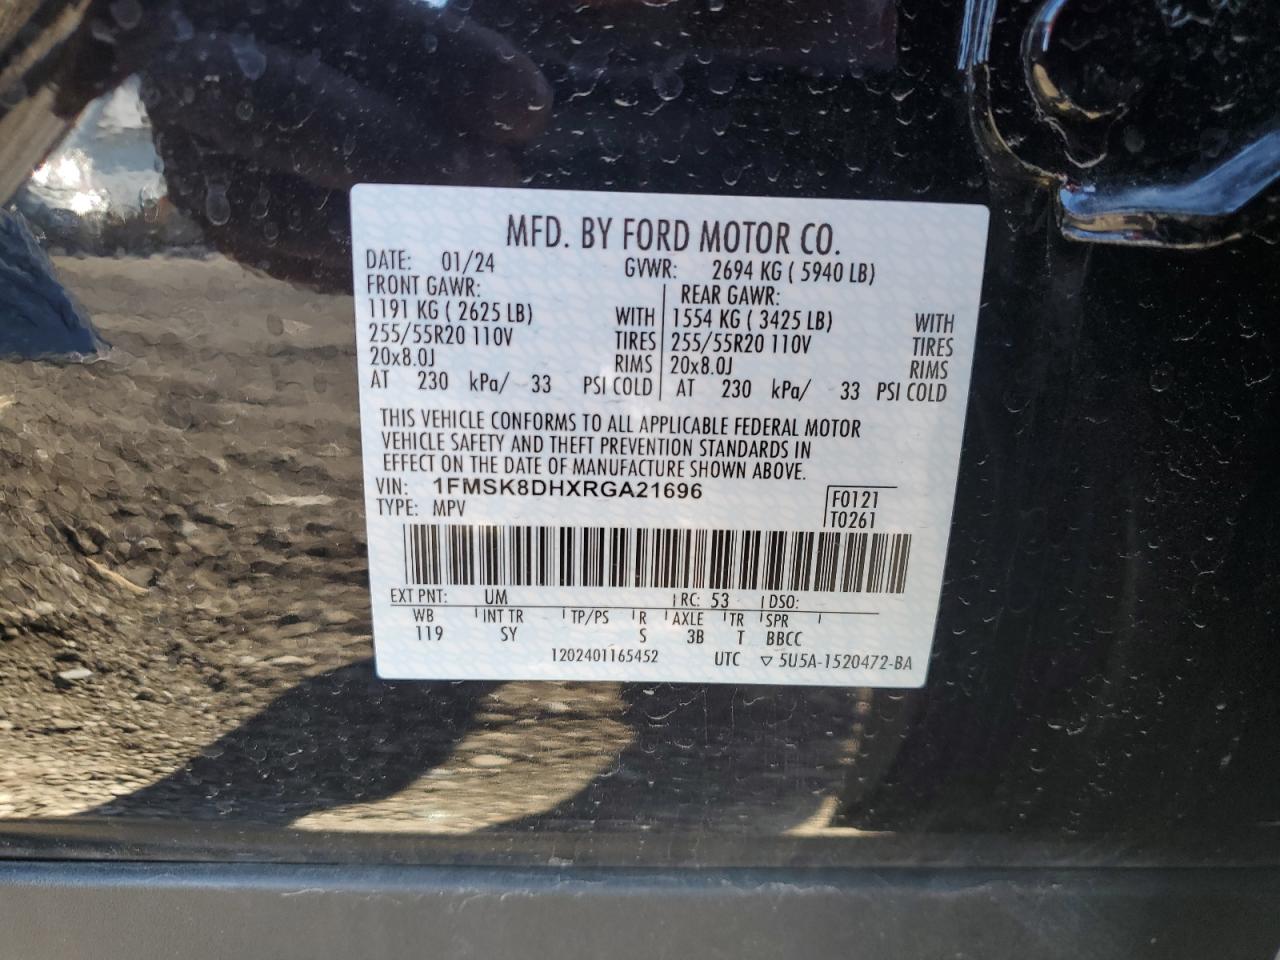 MFD. BY FORD MOTOR CO.
DATE: 01/24 GVWR: 2694 KG ( 5940 LB)
FRONT GAWR: REAR GAWR:
1191 KG ( 2625 LB) WITH 1554 KG ( 3425 LB) WITH
255/55R20 110V TIRES 255/55R20 110V TIRES
20x8.0J RIMS 20x8.0J RIMS
AT 230 kPa/ 33 PSI COLD AT 230 kPa/ 33 PSI COLD
THIS VEHICLE CONFORMS TO ALL APPLICABLE FEDERAL MOTOR
VEHICLE SAFETY AND THEFT PREVENTION STANDARDS IN
EFFECT ON THE DATE OF MANUFACTURE SHOWN ABOVE.
VIN: 1FMSK8DHXRGA21696 F0121
TYPE: MPV T0261
EXT PNT: UM RC: 53 DSO:
WB INT TR TP/PS R AXLE TR SPR
119 SY S 3B T BBCC
1202401165452 UTC ▽ 5U5A-1520472-BA